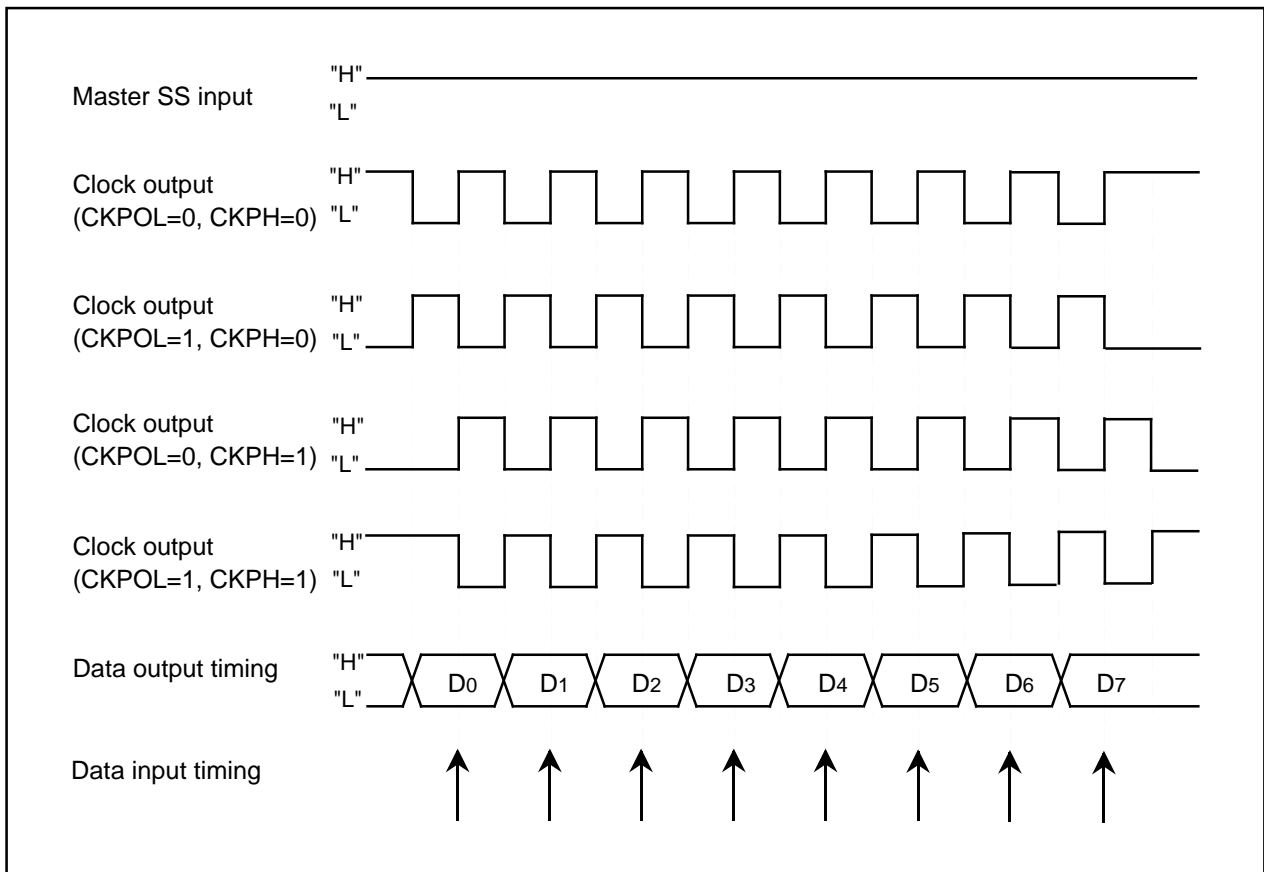 Master SS input
"H"
"L"
Clock output
(CKPOL=0, CKPH=0)
"H"
"L"
Clock output
(CKPOL=1, CKPH=0)
"H"
"L"
Clock output
(CKPOL=0, CKPH=1)
"H"
"L"
Clock output
(CKPOL=1, CKPH=1)
"H"
"L"
Data output timing
"H"
"L"
D0 D1 D2 D3 D4 D5 D6 D7
Data input timing